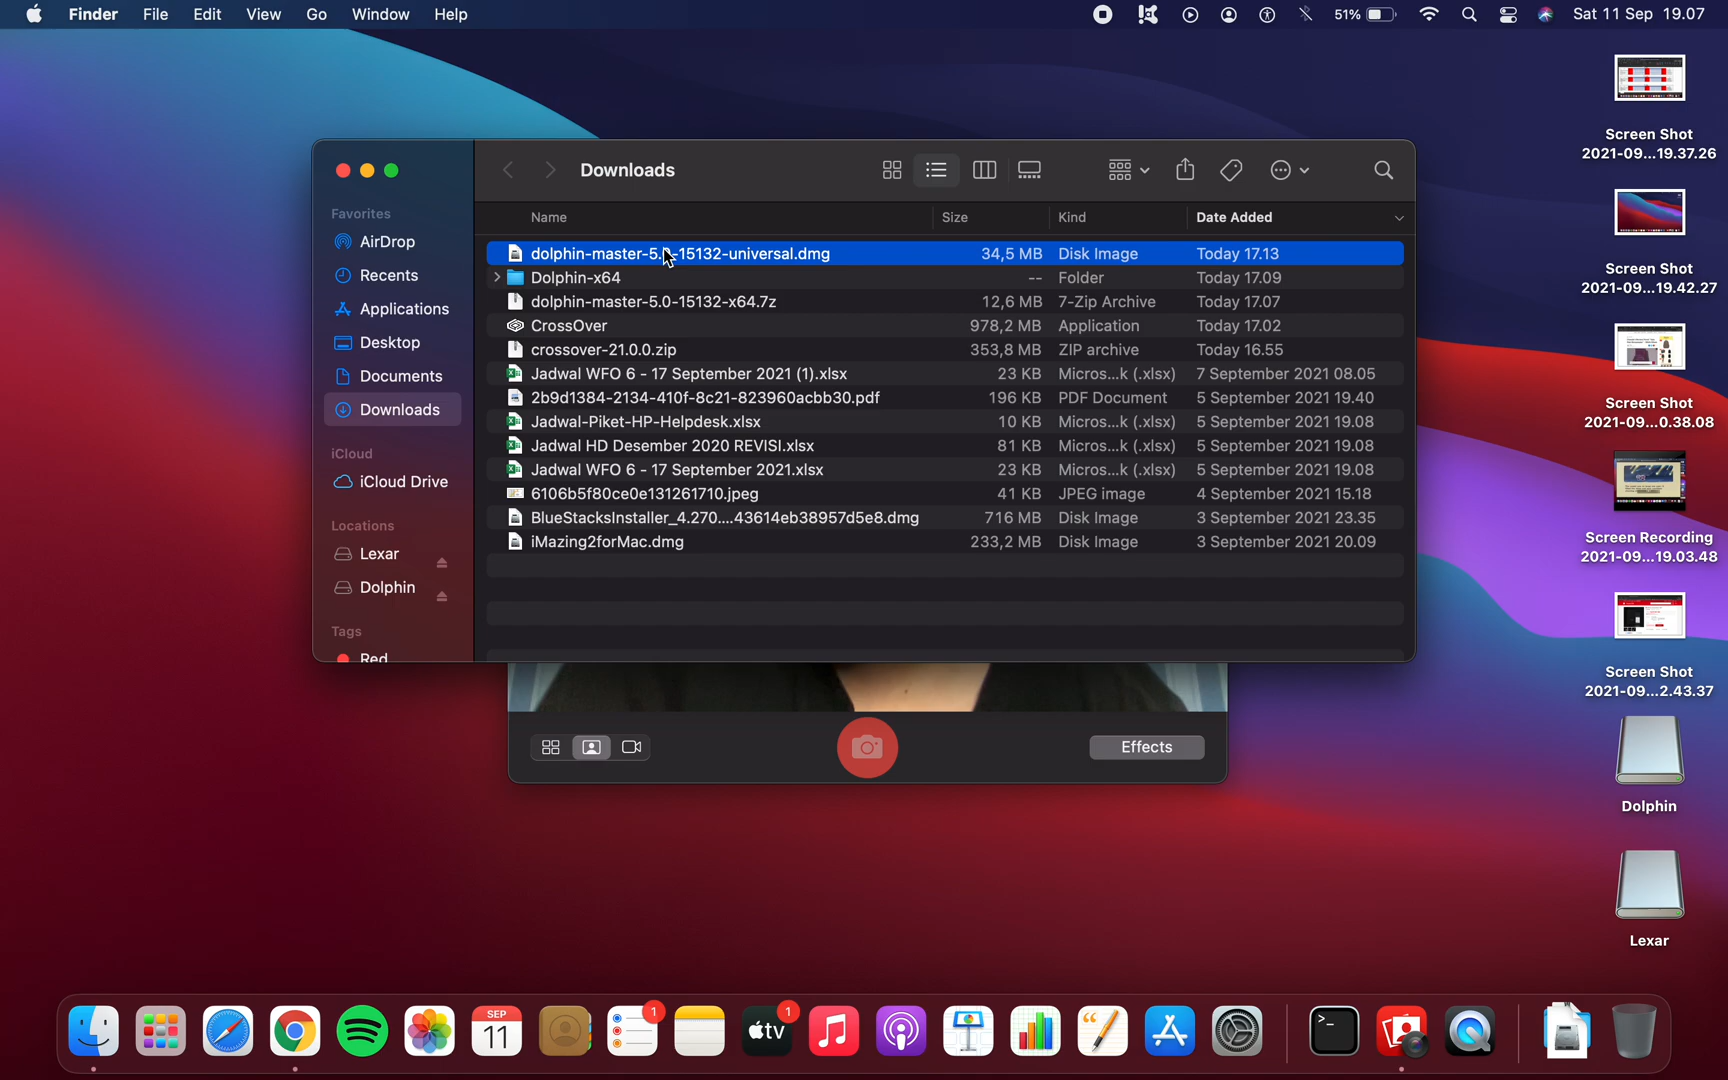 Finder File Edit View Go Window Help 51% Sat 11 Sep 19.07
Downloads
Favorites
AirDrop
Recents
Applications
Desktop
Documents
Downloads
iCloud
iCloud Drive
Locations
Lexar
Dolphin
Tags
Red
Name Size Kind Date Added
dolphin-master-5.0-15132-universal.dmg 34,5 MB Disk Image Today 17.13
Dolphin-x64 -- Folder Today 17.09
dolphin-master-5.0-15132-x64.7z 12,6 MB 7-Zip Archive Today 17.07
CrossOver 978,2 MB Application Today 17.02
crossover-21.0.0.zip 353,8 MB ZIP archive Today 16.55
Jadwal WFO 6 - 17 September 2021 (1).xlsx 23 KB Micros...k (.xlsx) 7 September 2021 08.05
2b9d1384-2134-410f-8c21-823960acbb30.pdf 196 KB PDF Document 5 September 2021 19.40
Jadwal-Piket-HP-Helpdesk.xlsx 10 KB Micros...k (.xlsx) 5 September 2021 19.08
Jadwal HD Desember 2020 REVISI.xlsx 81 KB Micros...k (.xlsx) 5 September 2021 19.08
Jadwal WFO 6 - 17 September 2021.xlsx 23 KB Micros...k (.xlsx) 5 September 2021 19.08
6106b5f80ce0e131261710.jpeg 41 KB JPEG image 4 September 2021 15.18
BlueStacksInstaller_4.270....43614eb38957d5e8.dmg 716 MB Disk Image 3 September 2021 23.35
iMazing2forMac.dmg 233,2 MB Disk Image 3 September 2021 20.09
Effects
Screen Shot
2021-09...19.37.26
Screen Shot
2021-09...19.42.27
Screen Shot
2021-09...0.38.08
Screen Recording
2021-09...19.03.48
Screen Shot
2021-09...2.43.37
Dolphin
Lexar
SEP
11
1
tv
1
>_